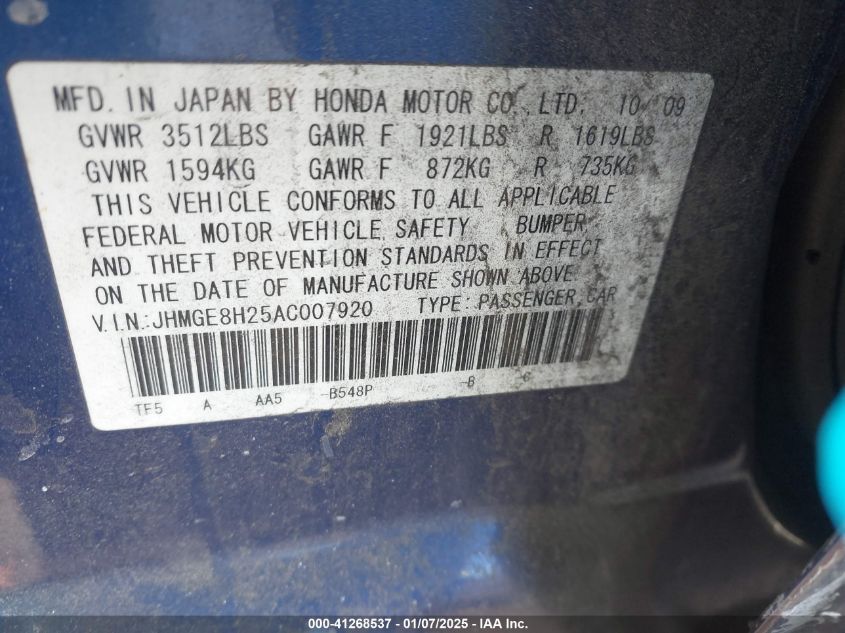 MFD. IN JAPAN BY HONDA MOTOR CO., LTD. 10 09
GVWR 3512LBS GAWR F 1921LBS R 1619LBS
GVWR 1594KG GAWR F 872KG R 735KG
THIS VEHICLE CONFORMS TO ALL APPLICABLE
FEDERAL MOTOR VEHICLE SAFETY BUMPER
AND THEFT PREVENTION STANDARDS IN EFFECT
ON THE DATE OF MANUFACTURE SHOWN ABOVE
V.I.N.:JHMGE8H25AC007920 TYPE: PASSENGER CAR
TF5 A AA5 -B548P
000-41268537 - 01/07/2025 - IAA Inc.